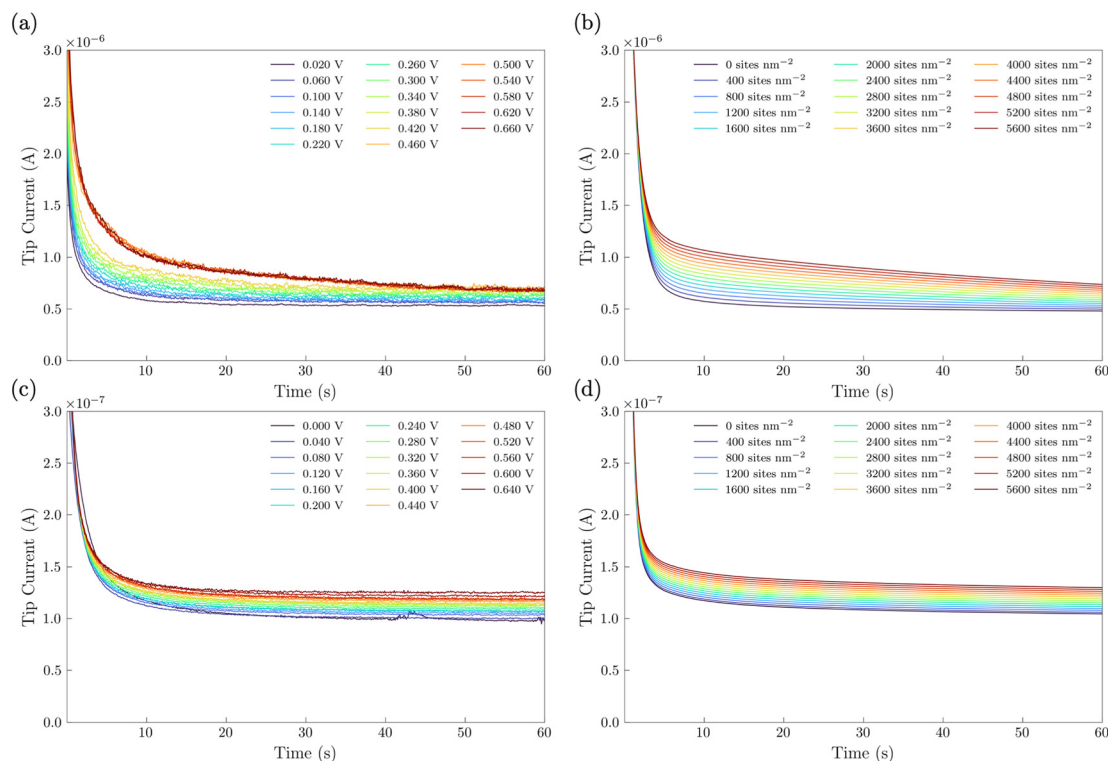 (a)
×10⁻⁶
3.0
2.5
2.0
1.5
1.0
0.5
0.0
Tip Current (A)
10 20 30 40 50 60
Time (s)
0.020 V 0.260 V 0.500 V
0.060 V 0.300 V 0.540 V
0.100 V 0.340 V 0.580 V
0.140 V 0.380 V 0.620 V
0.180 V 0.420 V 0.660 V
0.220 V 0.460 V
(b)
×10⁻⁶
3.0
2.5
2.0
1.5
1.0
0.5
0.0
Tip Current (A)
10 20 30 40 50 60
Time (s)
0 sites nm⁻² 2000 sites nm⁻² 4000 sites nm⁻²
400 sites nm⁻² 2400 sites nm⁻² 4400 sites nm⁻²
800 sites nm⁻² 2800 sites nm⁻² 4800 sites nm⁻²
1200 sites nm⁻² 3200 sites nm⁻² 5200 sites nm⁻²
1600 sites nm⁻² 3600 sites nm⁻² 5600 sites nm⁻²
(c)
×10⁻⁷
3.0
2.5
2.0
1.5
1.0
0.5
0.0
Tip Current (A)
10 20 30 40 50 60
Time (s)
0.000 V 0.240 V 0.480 V
0.040 V 0.280 V 0.520 V
0.080 V 0.320 V 0.560 V
0.120 V 0.360 V 0.600 V
0.160 V 0.400 V 0.640 V
0.200 V 0.440 V
(d)
×10⁻⁷
3.0
2.5
2.0
1.5
1.0
0.5
0.0
Tip Current (A)
10 20 30 40 50 60
Time (s)
0 sites nm⁻² 2000 sites nm⁻² 4000 sites nm⁻²
400 sites nm⁻² 2400 sites nm⁻² 4400 sites nm⁻²
800 sites nm⁻² 2800 sites nm⁻² 4800 sites nm⁻²
1200 sites nm⁻² 3200 sites nm⁻² 5200 sites nm⁻²
1600 sites nm⁻² 3600 sites nm⁻² 5600 sites nm⁻²